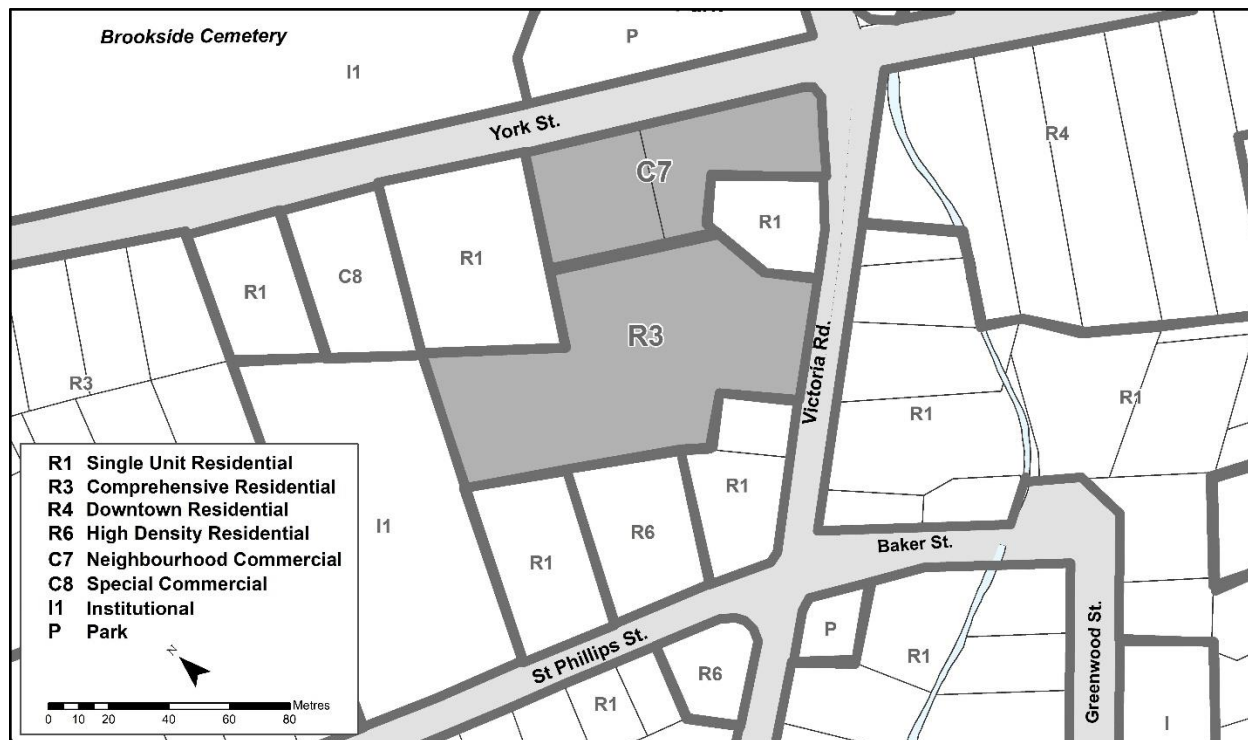 Brookside Cemetery
I1
P
York St.
R4
C7
R1
R1
C8
R1
R3
R3
Victoria Rd.
R1
R1
R1 Single Unit Residential
R3 Comprehensive Residential
R4 Downtown Residential
R6 High Density Residential
C7 Neighbourhood Commercial
C8 Special Commercial
I1 Institutional
P Park
N
0 10 20 40 60 80 Metres
I1
R1
R6
R1
Baker St.
St Phillips St.
P
R1
R6
R1
Greenwood St.
I